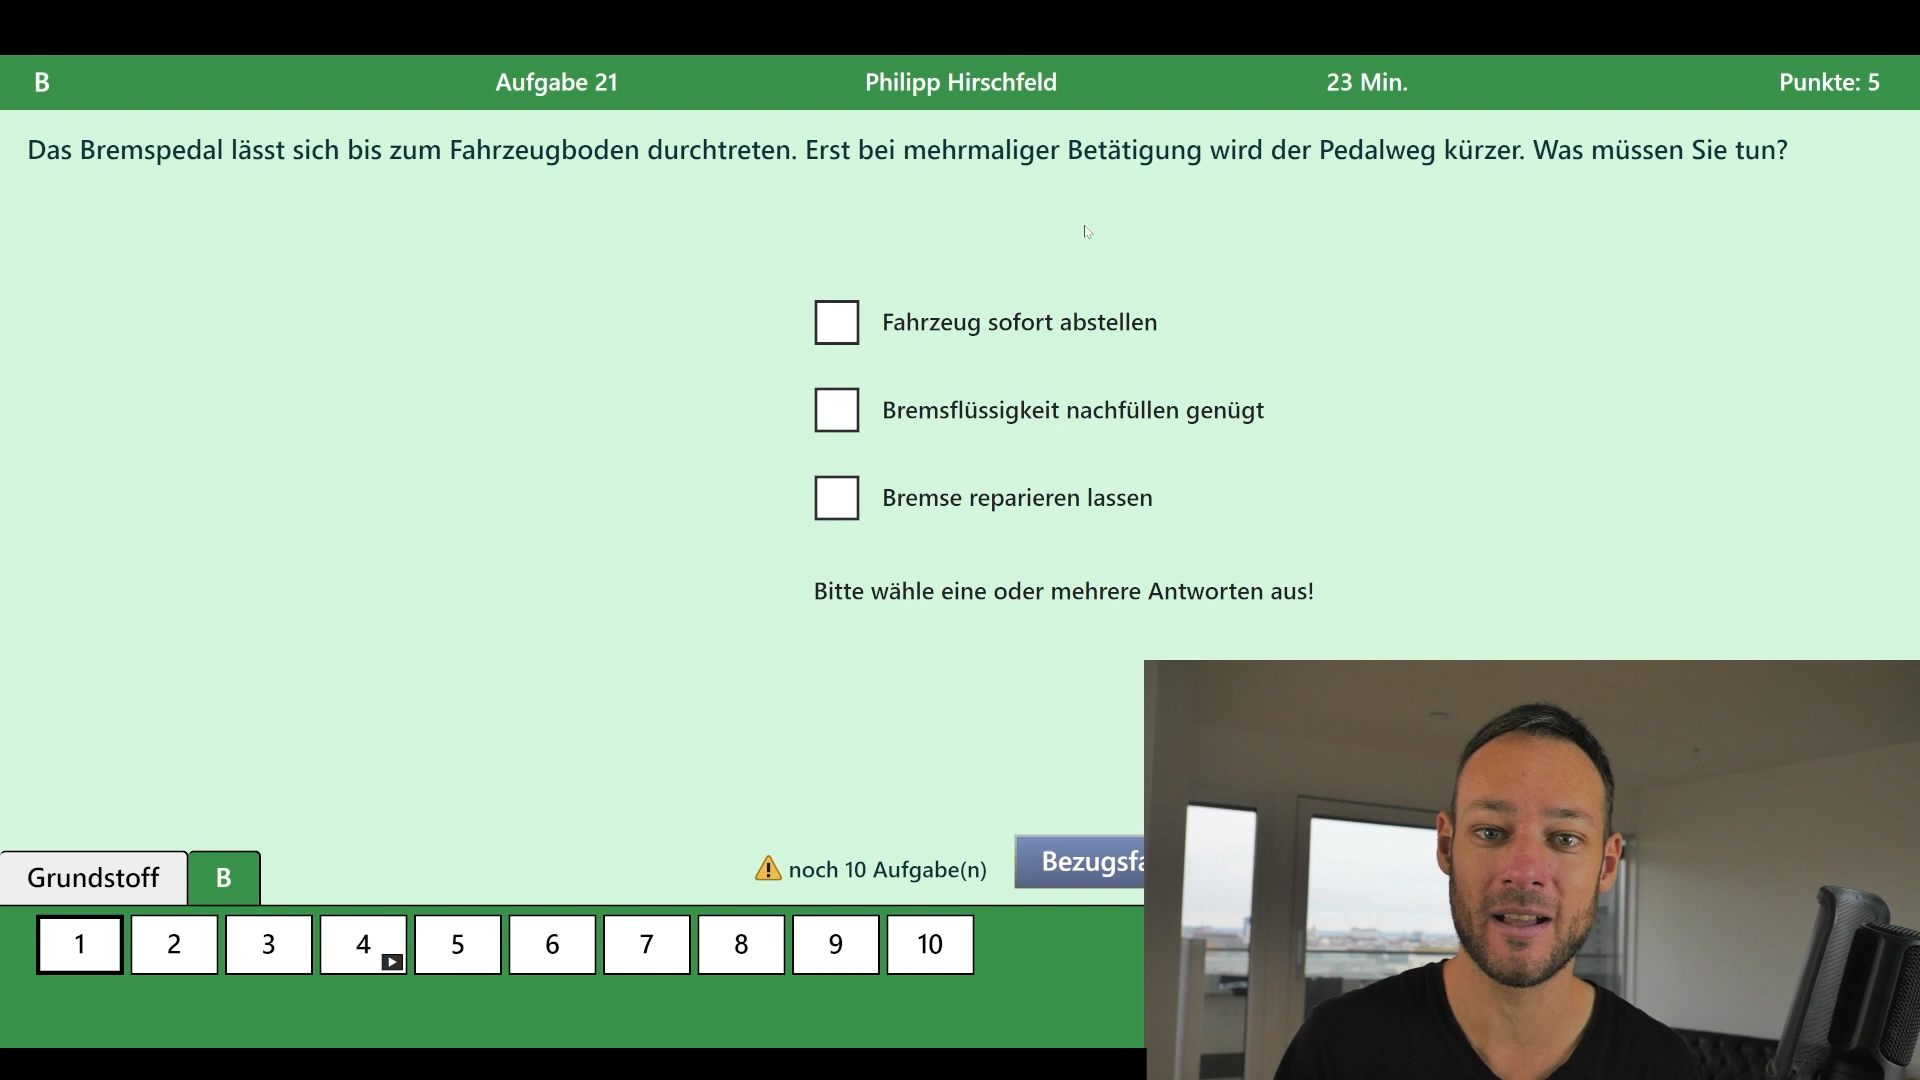 B Aufgabe 21 Philipp Hirschfeld 23 Min. Punkte: 5
Das Bremspedal lässt sich bis zum Fahrzeugboden durchtreten. Erst bei mehrmaliger Betätigung wird der Pedalweg kürzer. Was müssen Sie tun?
Fahrzeug sofort abstellen
Bremsflüssigkeit nachfüllen genügt
Bremse reparieren lassen
Bitte wähle eine oder mehrere Antworten aus!
noch 10 Aufgabe(n)
Grundstoff B
1 2 3 4 5 6 7 8 9 10